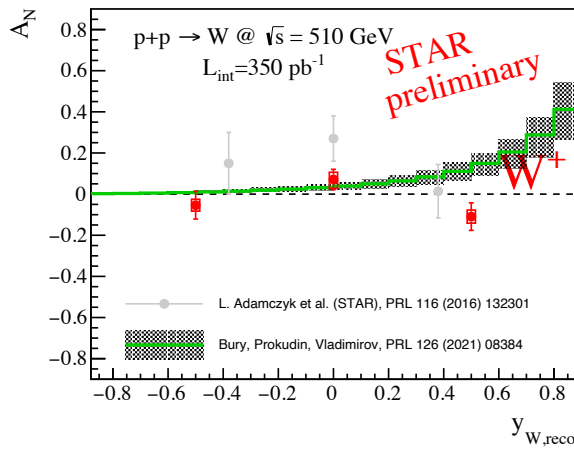 A_N
p+p → W @ √s = 510 GeV
L_int=350 pb⁻¹
STAR
preliminary
W⁺
0.8
0.6
0.4
0.2
0
−0.2
−0.4
−0.6
−0.8
L. Adamczyk et al. (STAR), PRL 116 (2016) 132301
Bury, Prokudin, Vladimirov, PRL 126 (2021) 08384
−0.8 −0.6 −0.4 −0.2 0 0.2 0.4 0.6 0.8
y_W,reco